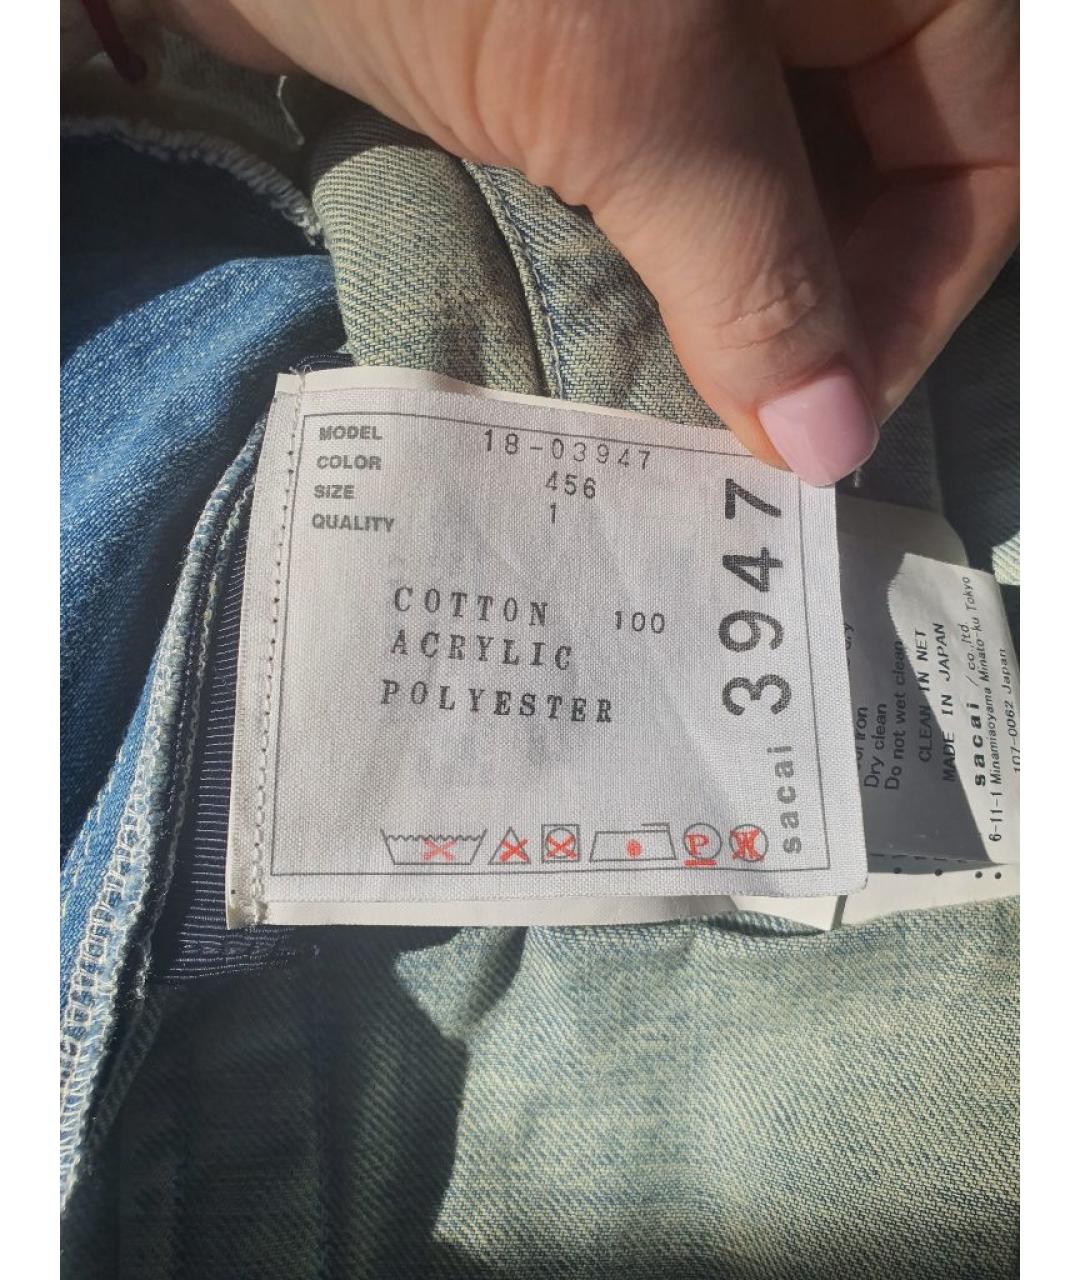 MODEL 18-03947
COLOR 456
SIZE 1
QUALITY
COTTON 100
ACRYLIC
POLYESTER
P
W
sacai 3947
iron
Dry clean
Do not wet clean
CLEAN IN NET
MADE IN JAPAN
sacai / co.,ltd.
6-11-1 Minamiaoyama Minato-ku Tokyo
107-0062 Japan